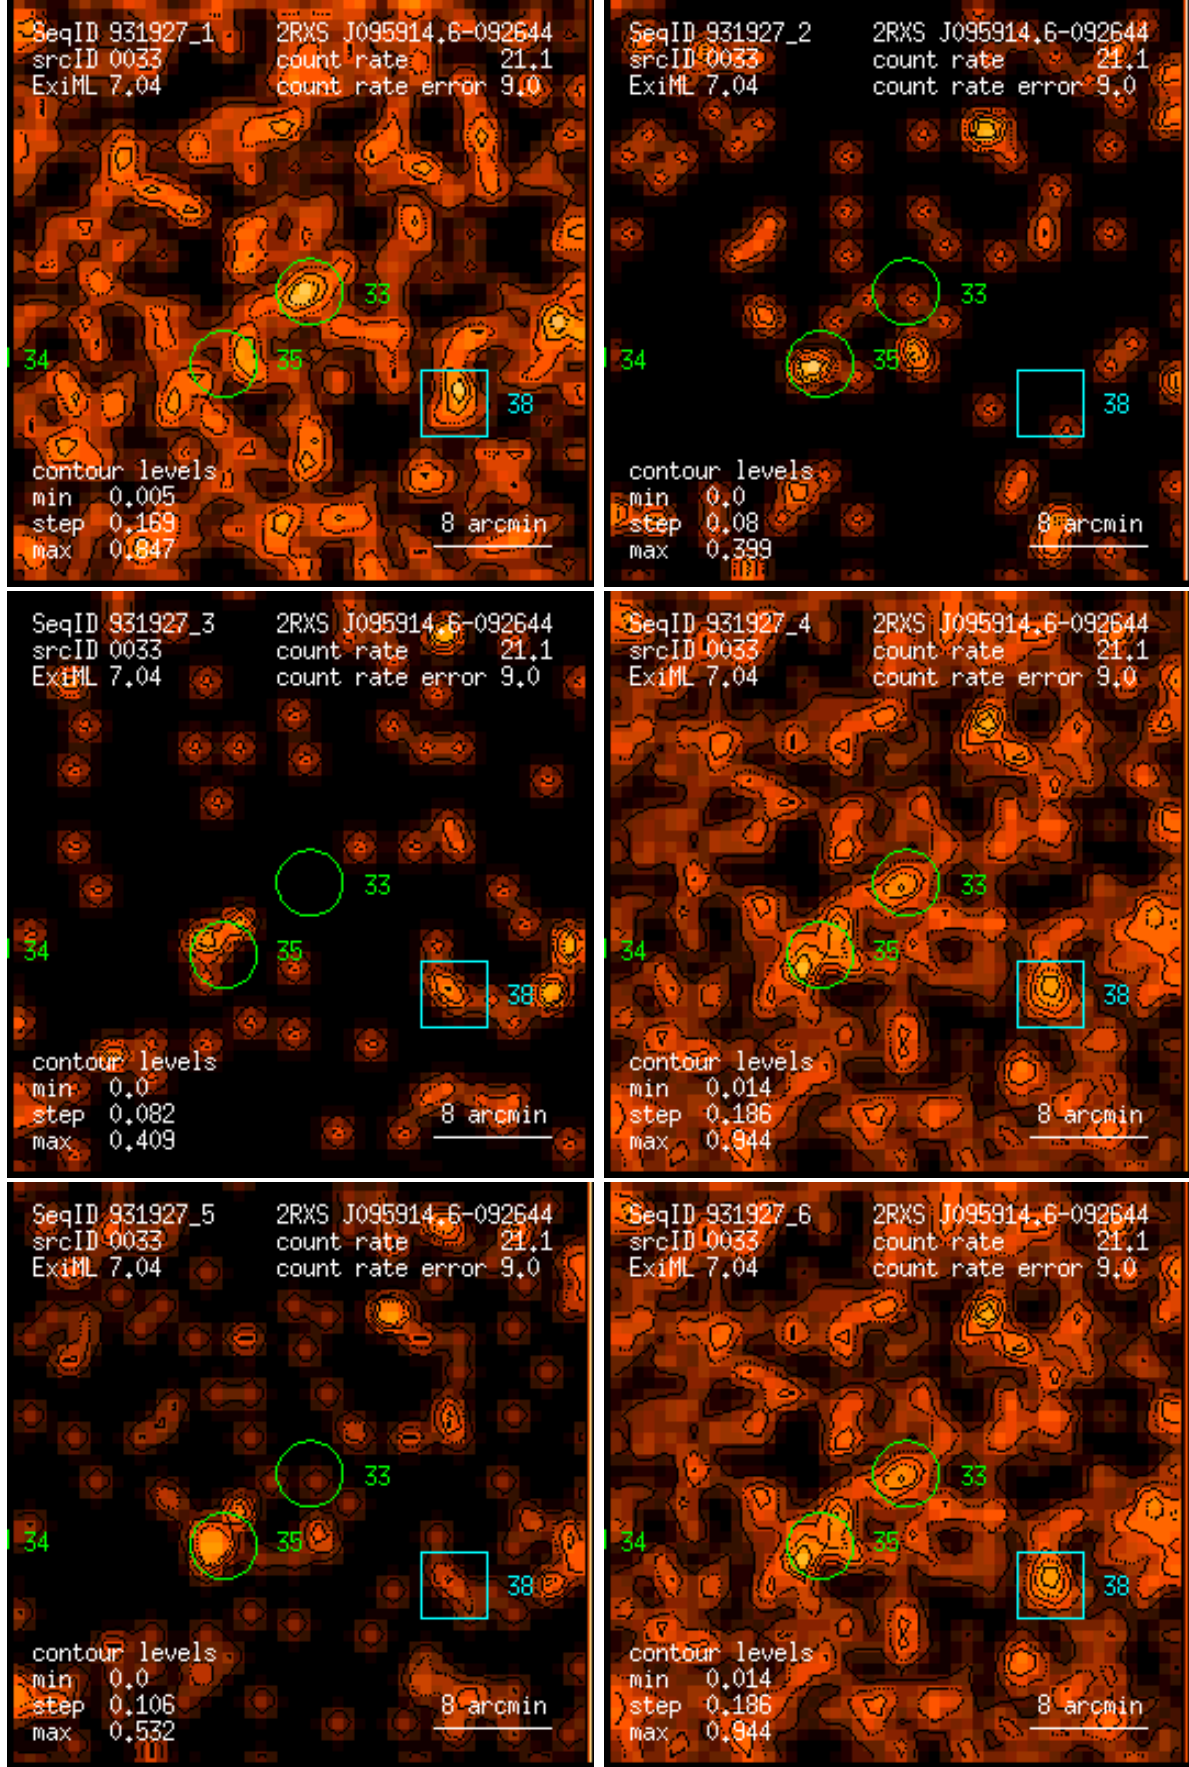 SeqID 931927_1 2RXS J095914.6-092644
srcID 0033 count rate 21.1
ExiML 7.04 count rate error 9.0
33
34 35
38
contour levels
min 0.005
step 0.169
max 0.847
8 arcmin
SeqID 931927_2 2RXS J095914.6-092644
srcID 0033 count rate 21.1
ExiML 7.04 count rate error 9.0
33
34 35
38
contour levels
min 0.0
step 0.08
max 0.399
8 arcmin
SeqID 931927_3 2RXS J095914.6-092644
srcID 0033 count rate 21.1
ExiML 7.04 count rate error 9.0
33
34 35
38
contour levels
min 0.0
step 0.082
max 0.409
8 arcmin
SeqID 931927_4 2RXS J095914.6-092644
srcID 0033 count rate 21.1
ExiML 7.04 count rate error 9.0
33
34 35
38
contour levels
min 0.014
step 0.186
max 0.944
8 arcmin
SeqID 931927_5 2RXS J095914.6-092644
srcID 0033 count rate 21.1
ExiML 7.04 count rate error 9.0
33
34 35
38
contour levels
min 0.0
step 0.106
max 0.532
8 arcmin
SeqID 931927_6 2RXS J095914.6-092644
srcID 0033 count rate 21.1
ExiML 7.04 count rate error 9.0
33
34 35
38
contour levels
min 0.014
step 0.186
max 0.944
8 arcmin